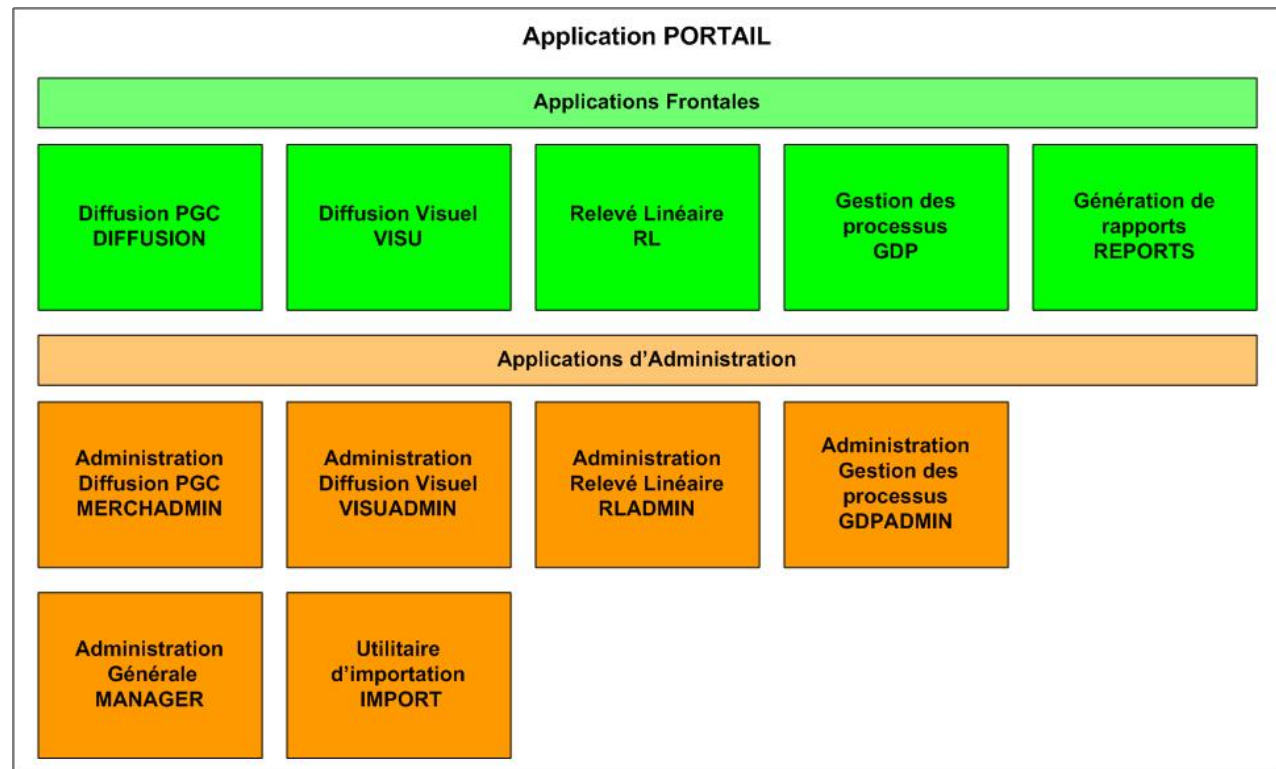 Application PORTAIL
Applications Frontales
Diffusion PGC
DIFFUSION
Diffusion Visuel
VISU
Relevé Linéaire
RL
Gestion des
processus
GDP
Génération de
rapports
REPORTS
Applications d'Administration
Administration
Diffusion PGC
MERCHADMIN
Administration
Diffusion Visuel
VISUADMIN
Administration
Relevé Linéaire
RLADMIN
Administration
Gestion des
processus
GDPADMIN
Administration
Générale
MANAGER
Utilitaire
d'importation
IMPORT